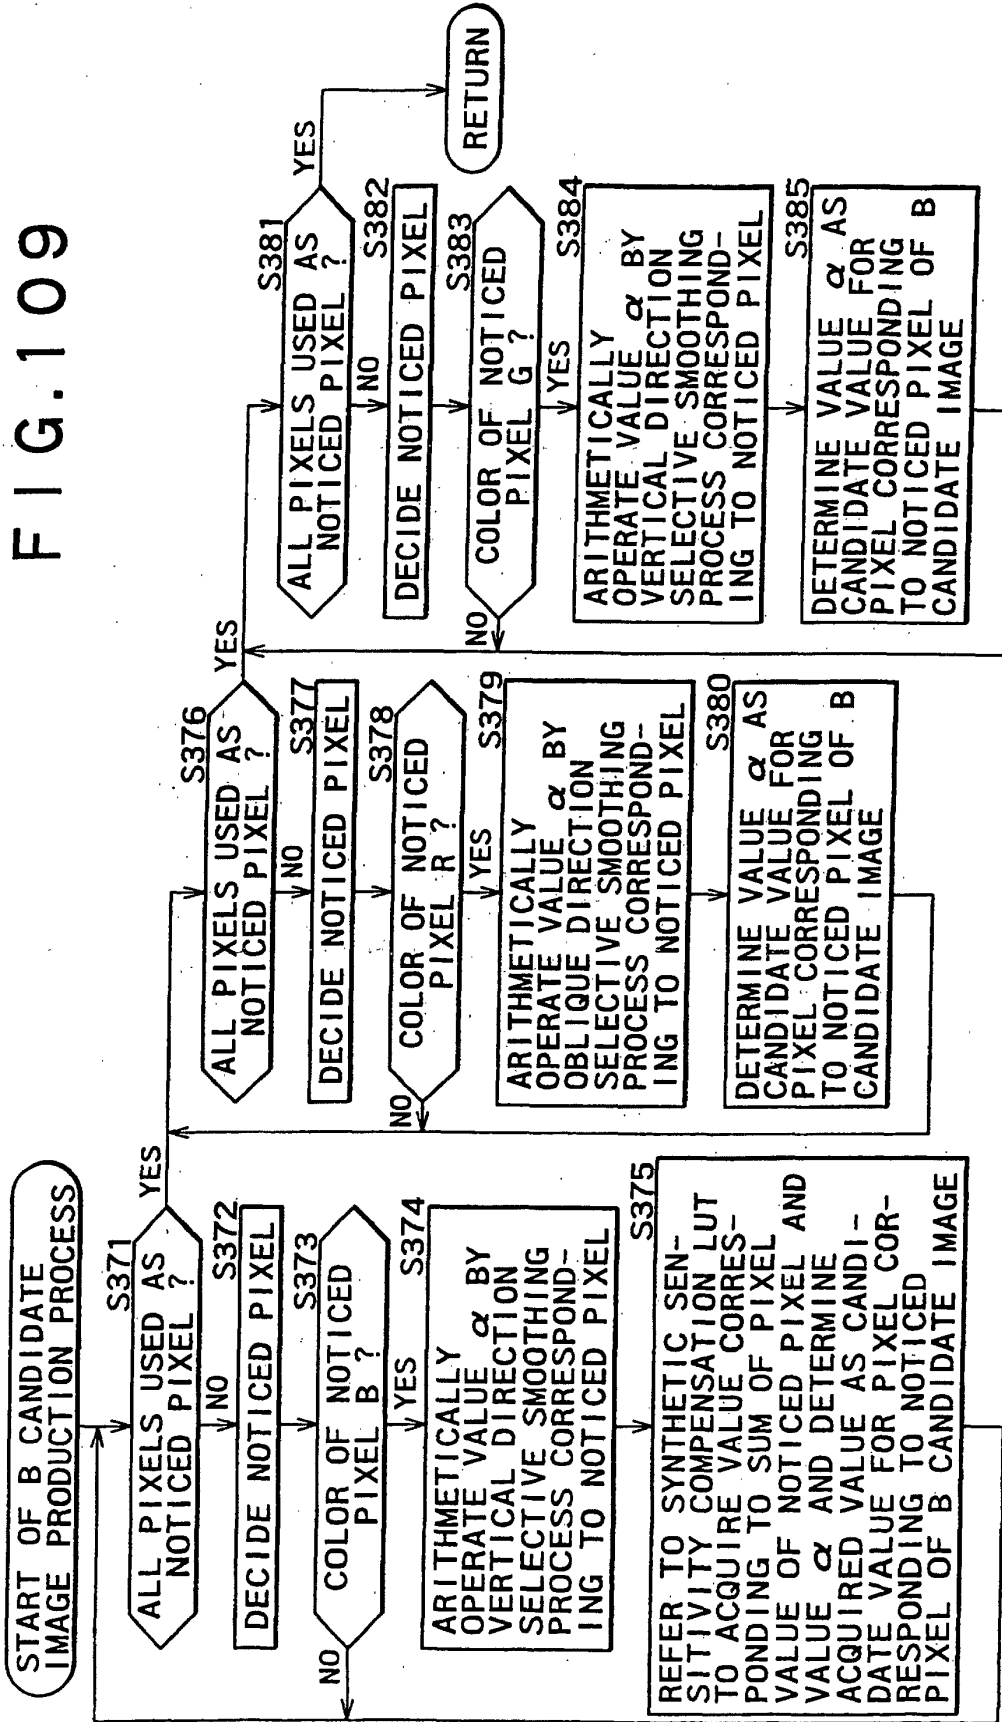 FIG.109
START OF B CANDIDATE
IMAGE PRODUCTION PROCESS
S371
ALL PIXELS USED AS
NOTICED PIXEL ?
YES
NO
S372
DECIDE NOTICED PIXEL
S373
COLOR OF NOTICED
PIXEL B ?
NO
YES
S374
ARITHMETICALLY
OPERATE VALUE α BY
VERTICAL DIRECTION
SELECTIVE SMOOTHING
PROCESS CORRESPOND-
ING TO NOTICED PIXEL
S375
REFER TO SYNTHETIC SEN-
SITIVITY COMPENSATION LUT
TO ACQUIRE VALUE CORRES-
PONDING TO SUM OF PIXEL
VALUE OF NOTICED PIXEL AND
VALUE α AND DETERMINE
ACQUIRED VALUE AS CANDI-
DATE VALUE FOR PIXEL COR-
RESPONDING TO NOTICED
PIXEL OF B CANDIDATE IMAGE
S376
ALL PIXELS USED AS
NOTICED PIXEL ?
YES
NO
S377
DECIDE NOTICED PIXEL
S378
COLOR OF NOTICED
PIXEL R ?
NO
YES
S379
ARITHMETICALLY
OPERATE VALUE α BY
OBLIQUE DIRECTION
SELECTIVE SMOOTHING
PROCESS CORRESPOND-
ING TO NOTICED PIXEL
S380
DETERMINE VALUE α AS
CANDIDATE VALUE FOR
PIXEL CORRESPONDING
TO NOTICED PIXEL OF B
CANDIDATE IMAGE
S381
ALL PIXELS USED AS
NOTICED PIXEL ?
YES
NO
S382
DECIDE NOTICED PIXEL
S383
COLOR OF NOTICED
PIXEL G ?
NO
YES
S384
ARITHMETICALLY
OPERATE VALUE α BY
VERTICAL DIRECTION
SELECTIVE SMOOTHING
PROCESS CORRESPOND-
ING TO NOTICED PIXEL
S385
DETERMINE VALUE α AS
CANDIDATE VALUE FOR
PIXEL CORRESPONDING
TO NOTICED PIXEL OF B
CANDIDATE IMAGE
RETURN